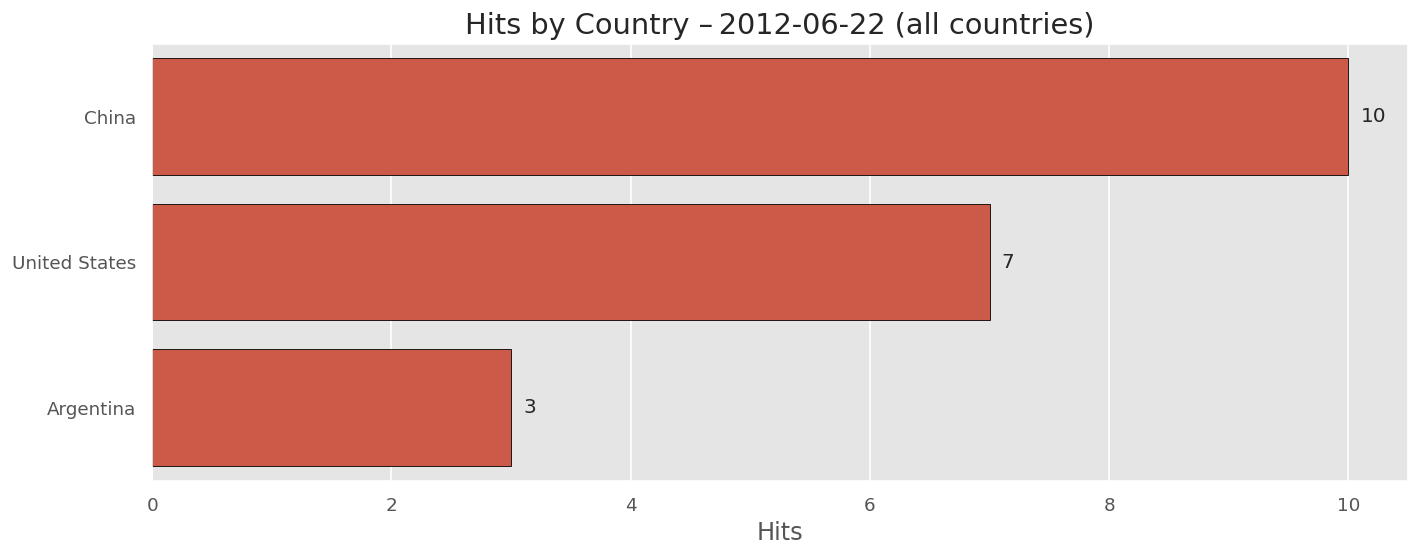 Hits by Country – 2012-06-22 (all countries)
China
10
United States
7
Argentina
3
0 2 4 6 8 10
Hits